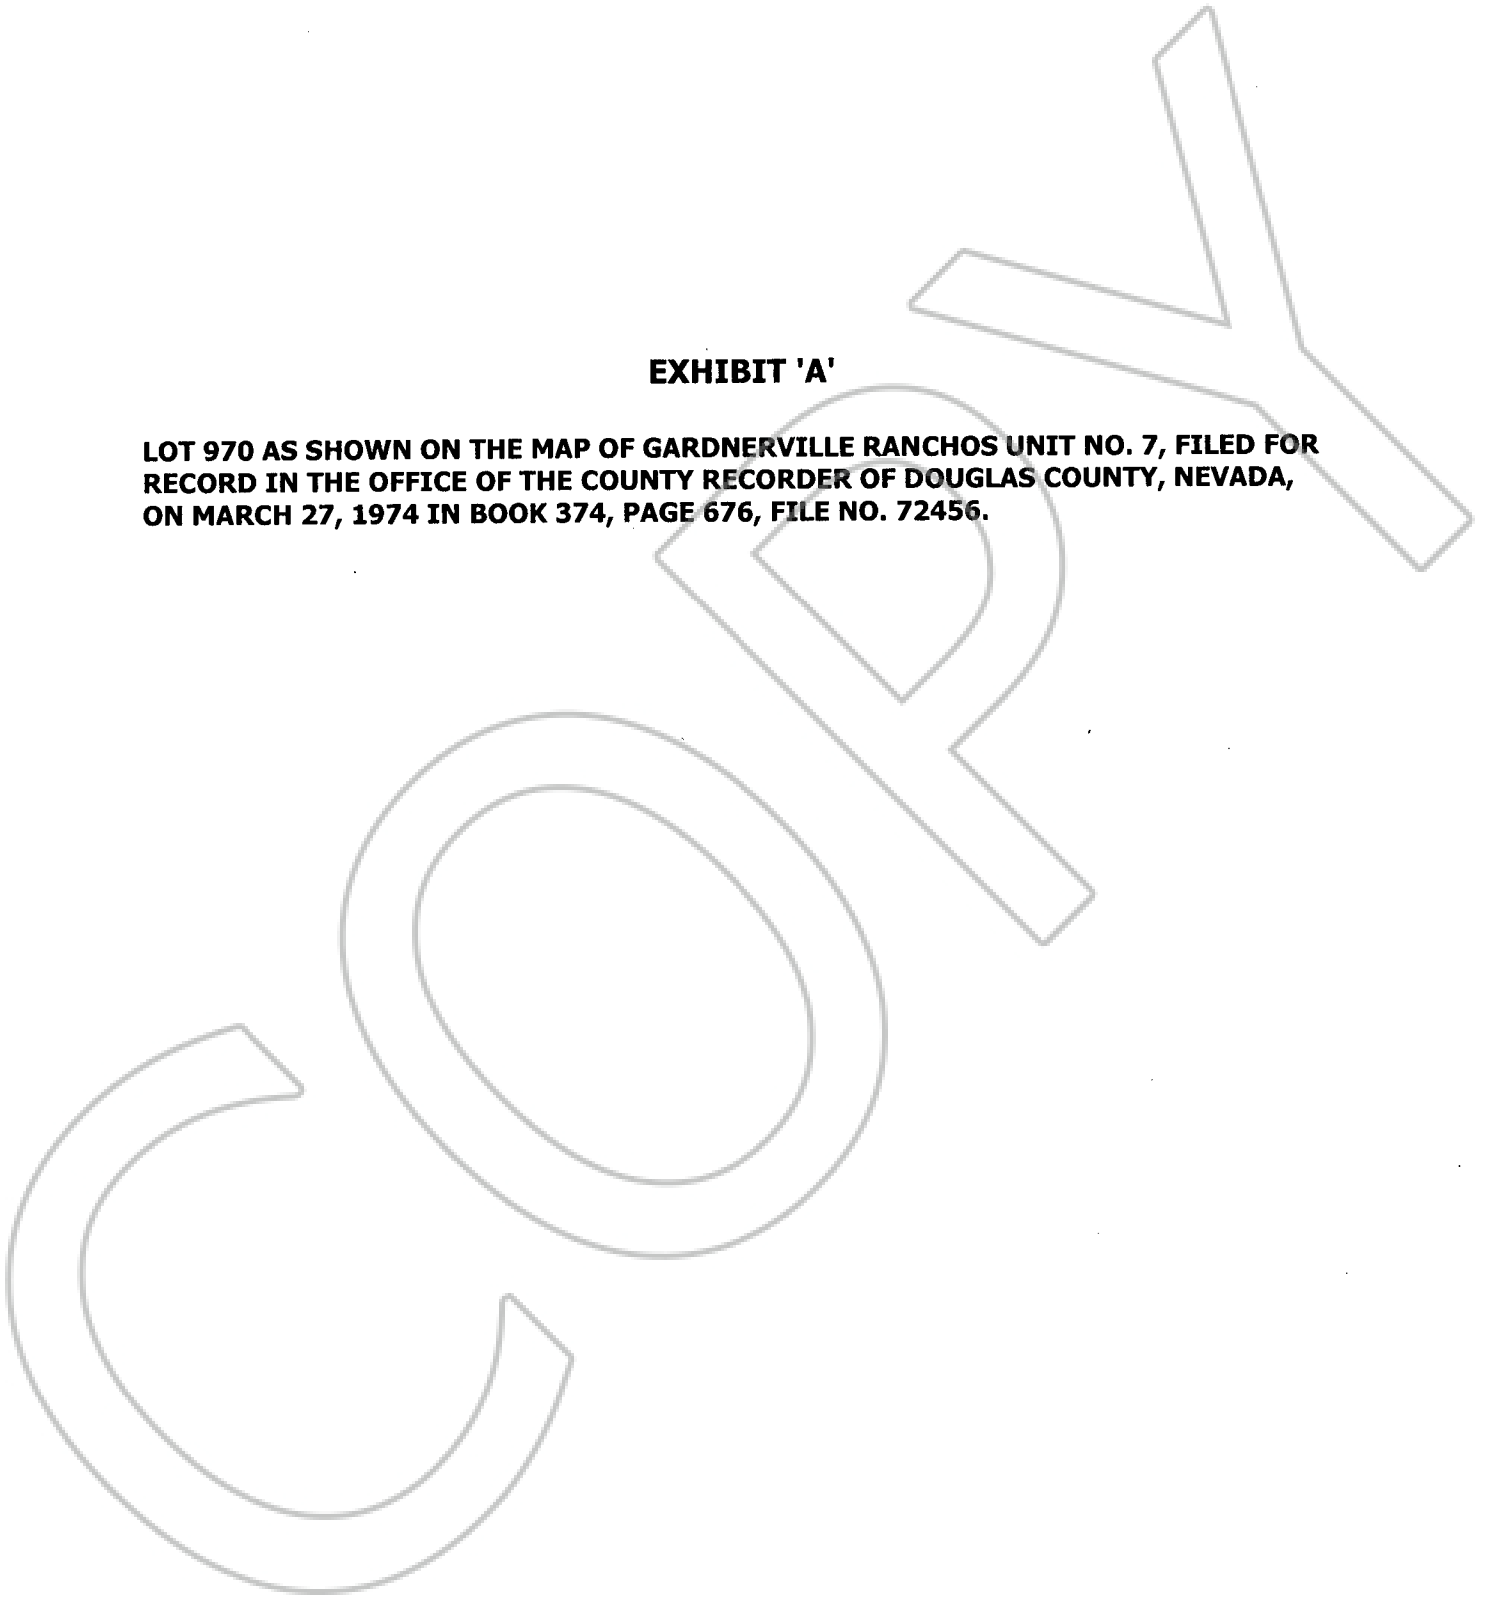 EXHIBIT 'A'
LOT 970 AS SHOWN ON THE MAP OF GARDNERVILLE RANCHOS UNIT NO. 7, FILED FOR
RECORD IN THE OFFICE OF THE COUNTY RECORDER OF DOUGLAS COUNTY, NEVADA,
ON MARCH 27, 1974 IN BOOK 374, PAGE 676, FILE NO. 72456.
COPY